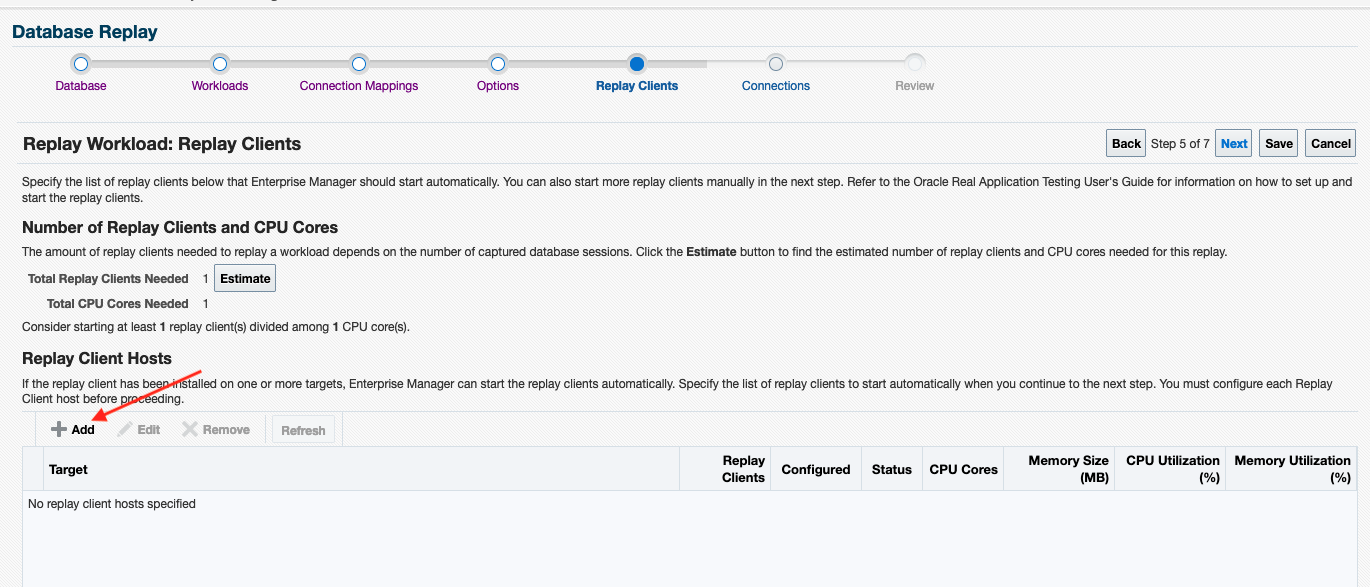 Database Replay
Database
Workloads
Connection Mappings
Options
Replay Clients
Connections
Review
Replay Workload: Replay Clients
Back Step 5 of 7 Next Save Cancel
Specify the list of replay clients below that Enterprise Manager should start automatically. You can also start more replay clients manually in the next step. Refer to the Oracle Real Application Testing User's Guide for information on how to set up and
start the replay clients.
Number of Replay Clients and CPU Cores
The amount of replay clients needed to replay a workload depends on the number of captured database sessions. Click the Estimate button to find the estimated number of replay clients and CPU cores needed for this replay.
Total Replay Clients Needed 1 Estimate
Total CPU Cores Needed 1
Consider starting at least 1 replay client(s) divided among 1 CPU core(s).
Replay Client Hosts
If the replay client has been installed on one or more targets, Enterprise Manager can start the replay clients automatically. Specify the list of replay clients to start automatically when you continue to the next step. You must configure each Replay
Client host before proceeding.
Add Edit Remove Refresh
Target
Replay
Clients
Configured
Status
CPU Cores
Memory Size
(MB)
CPU Utilization
(%)
Memory Utilization
(%)
No replay client hosts specified